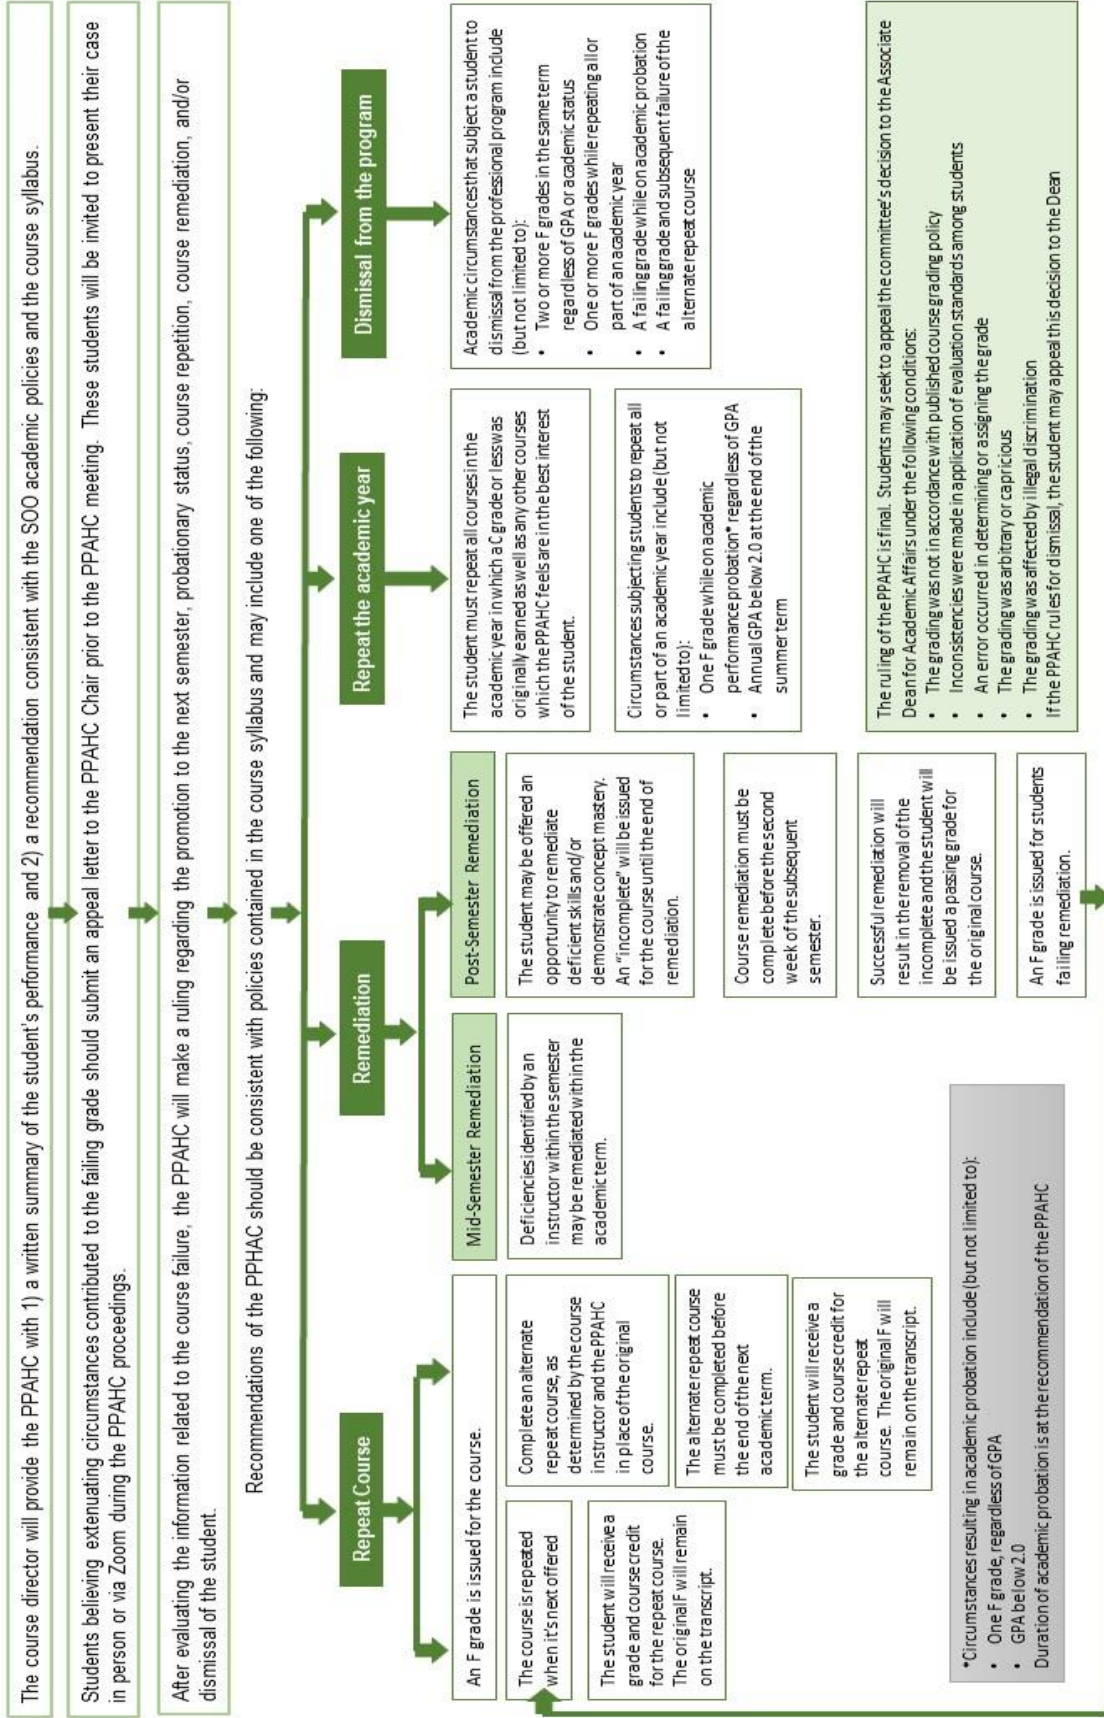 The course director will provide the PPAHC with 1) a written summary of the student's performance and 2) a recommendation consistent with the SOO academic policies and the course syllabus.
Students believing extenuating circumstances contributed to the failing grade should submit an appeal letter to the PPAHC Chair prior to the PPAHC meeting. These students will be invited to present their case
in person or via Zoom during the PPAHC proceedings.
After evaluating the information related to the course failure, the PPAHC will make a ruling regarding the promotion to the next semester, probationary status, course repetition, course remediation, and/or
dismissal of the student.
Recommendations of the PPHAC should be consistent with policies contained in the course syllabus and may include one of the following:
Repeat Course
An F grade is issued for the course.
The course is repeated
when it's next offered
The student will receive a
grade and course credit
for the repeat course.
The original F will remain
on the transcript.
Complete an alternate
repeat course, as
determined by the course
instructor and the PPAHC
in place of the original
course.
The alternate repeat course
must be completed before
the end of the next
academic term.
The student will receive a
grade and course credit for
the alternate repeat
course. The original F will
remain on the transcript.
Remediation
Mid-Semester Remediation
Deficiencies identified by an
instructor within the semester
may be remediated within the
academic term.
Post-Semester Remediation
The student may be offered an
opportunity to remediate
deficient skills and/or
demonstrate concept mastery.
An "incomplete" will be issued
for the course until the end of
remediation.
Course remediation must be
complete before the second
week of the subsequent
semester.
Successful remediation will
result in the removal of the
incomplete and the student will
be issued a passing grade for
the original course.
An F grade is issued for students
failing remediation.
Repeat the academic year
The student must repeat all courses in the
academic year in which a C grade or less was
originally earned as well as any other courses
which the PPAHC feels are in the best interest
of the student.
Circumstances subjecting students to repeat all
or part of an academic year include (but not
limited to):
• One F grade while on academic
performance probation* regardless of GPA
• Annual GPA below 2.0 at the end of the
summer term
Dismissal from the program
Academic circumstances that subject a student to
dismissal from the professional program include
(but not limited to):
• Two or more F grades in the same term
regardless of GPA or academic status
• One or more F grades while repeating all or
part of an academic year
• A failing grade while on academic probation
• A failing grade and subsequent failure of the
alternate repeat course
*Circumstances resulting in academic probation include (but not limited to):
• One F grade, regardless of GPA
• GPA below 2.0
Duration of academic probation is at the recommendation of the PPAHC
The ruling of the PPAHC is final. Students may seek to appeal the committee's decision to the Associate
Dean for Academic Affairs under the following conditions:
• The grading was not in accordance with published course grading policy
• Inconsistencies were made in application of evaluation standards among students
• An error occurred in determining or assigning the grade
• The grading was arbitrary or capricious
• The grading was affected by illegal discrimination
If the PPAHC rules for dismissal, the student may appeal this decision to the Dean